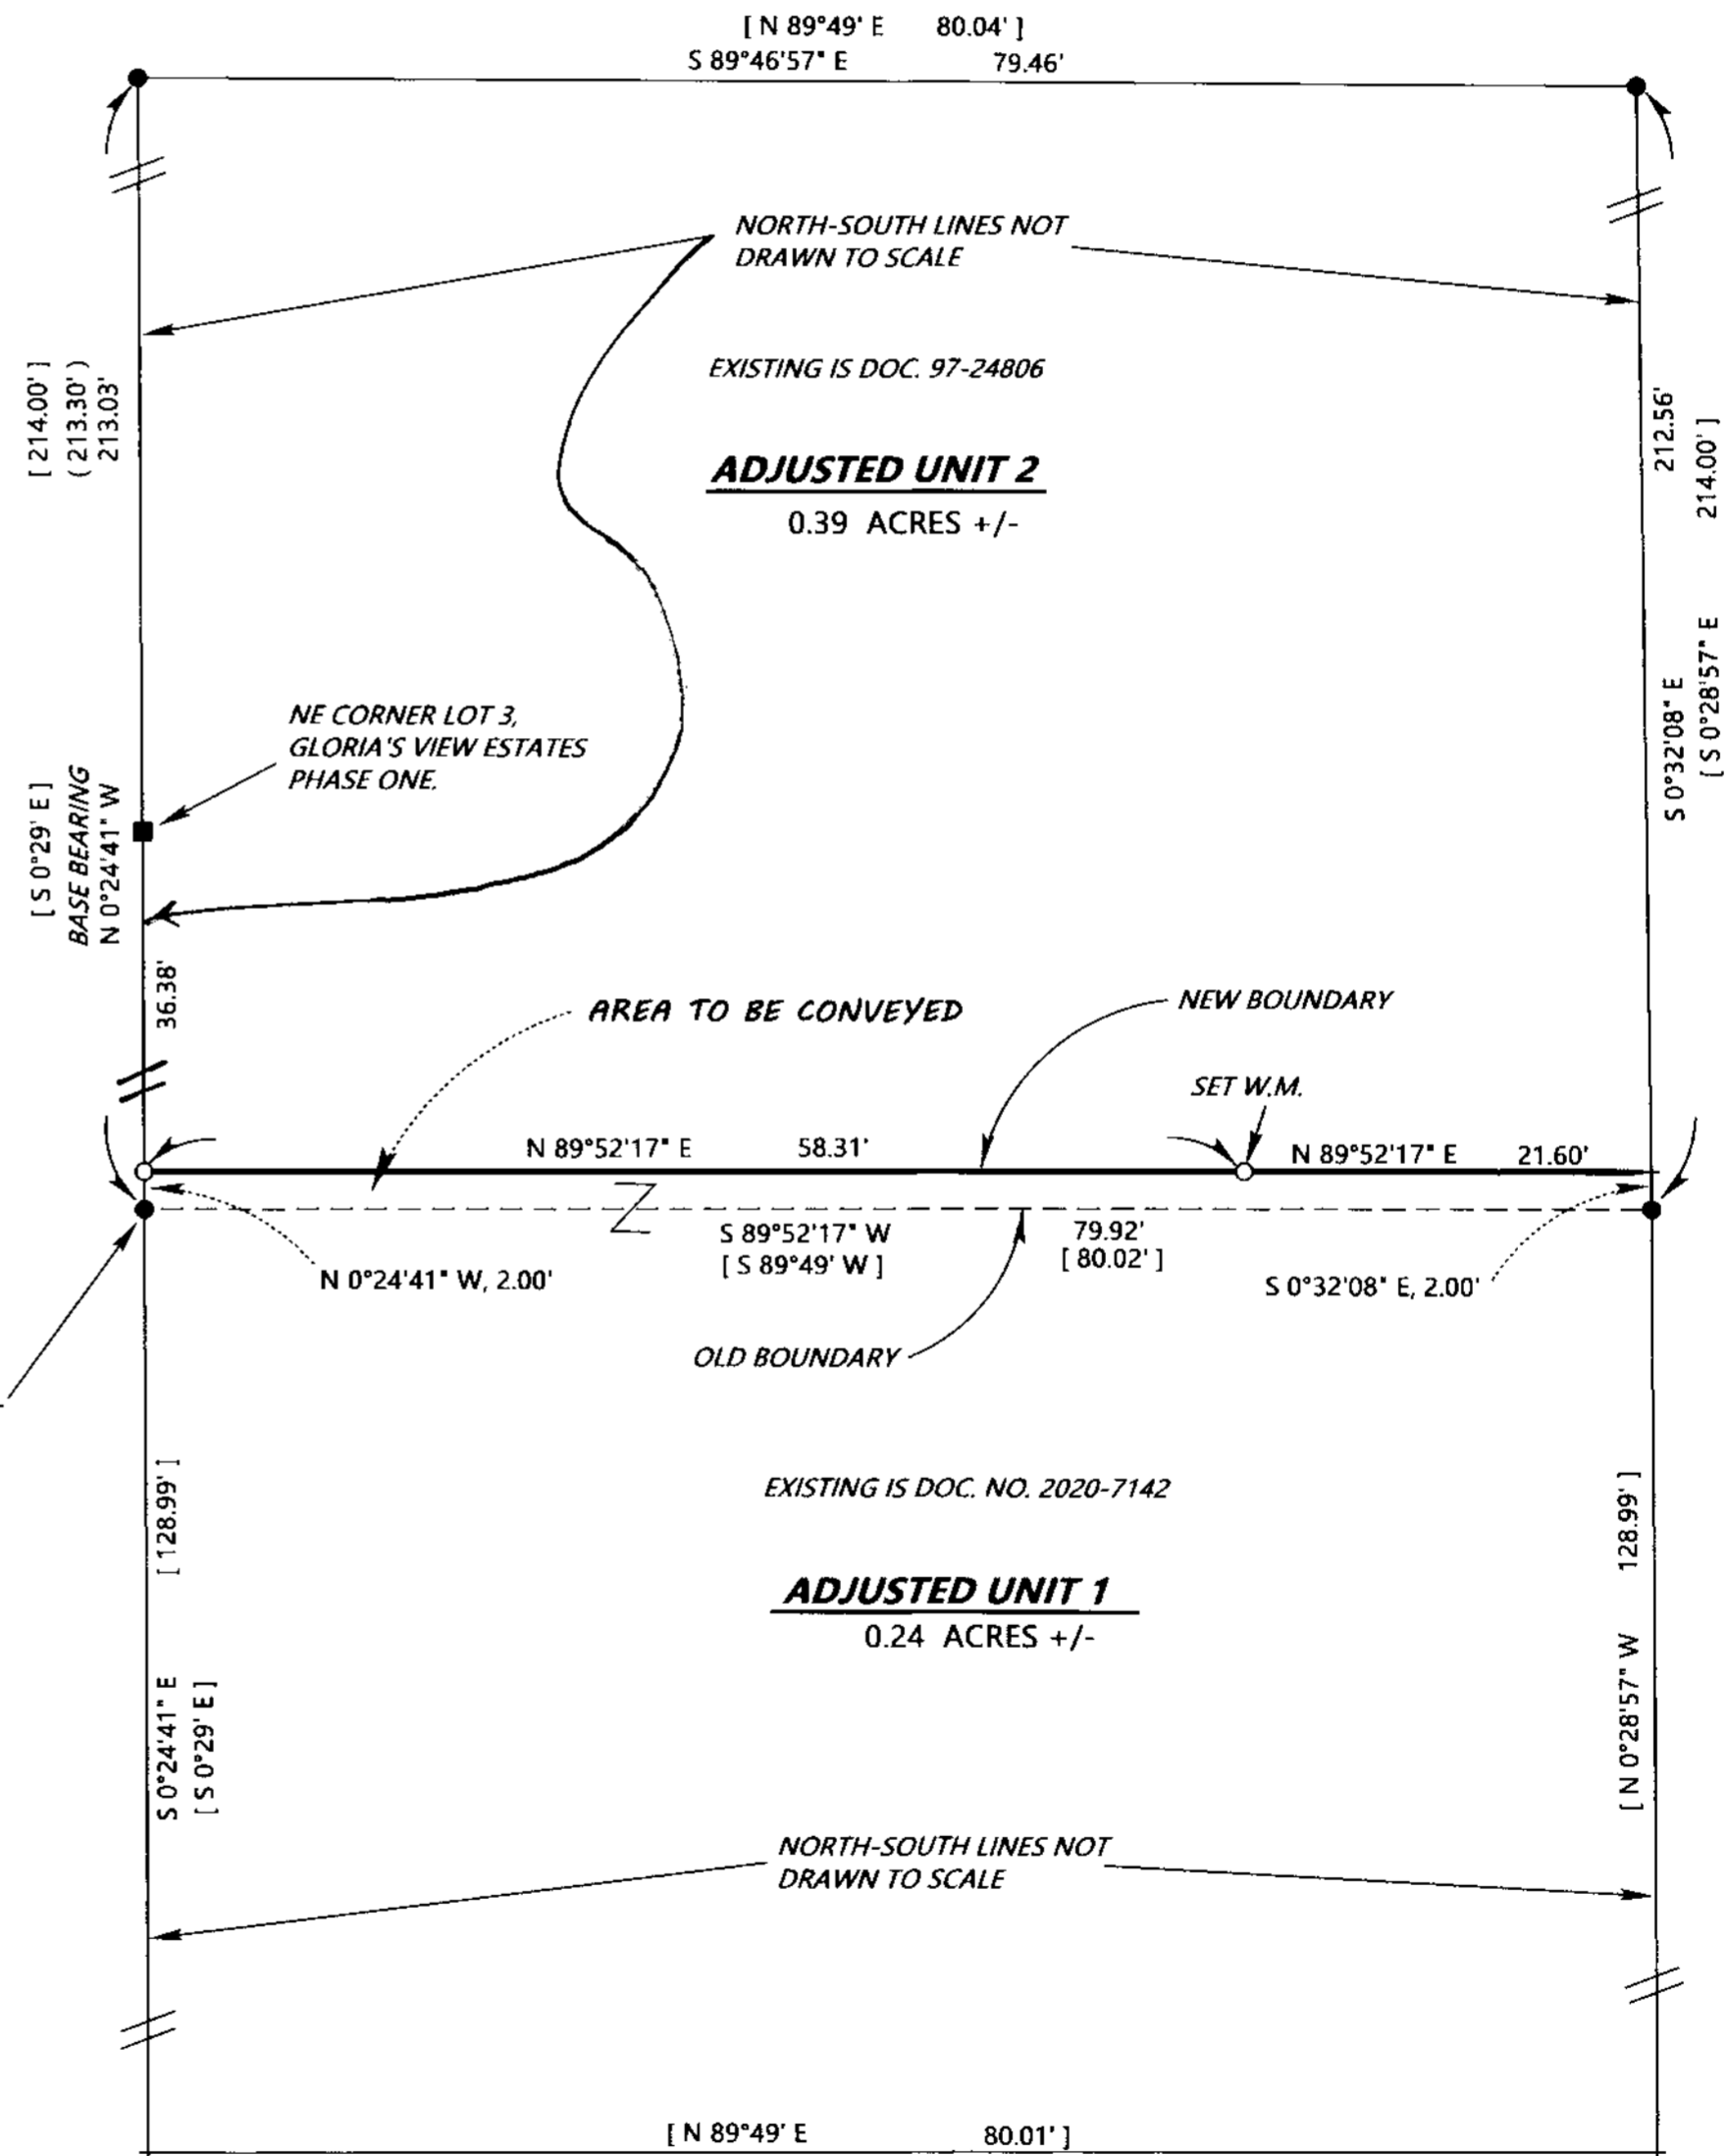 [ N 89°49' E 80.04' ]
S 89°46'57" E 79.46'
NORTH-SOUTH LINES NOT
DRAWN TO SCALE
EXISTING IS DOC. 97-24806
ADJUSTED UNIT 2
0.39 ACRES +/-
[ 214.00' ]
( 213.30' )
213.03'
212.56'
214.00' ]
S 0°32'08" E
[ S 0°28'57" E
NE CORNER LOT 3,
GLORIA'S VIEW ESTATES
PHASE ONE.
[ S 0°29' E ]
BASE BEARING
N 0°24'41" W
36.38'
AREA TO BE CONVEYED
NEW BOUNDARY
SET W.M.
N 89°52'17" E 58.31'
N 89°52'17" E 21.60'
S 89°52'17" W 79.92'
[ S 89°49' W ] [ 80.02' ]
N 0°24'41" W, 2.00'
S 0°32'08" E, 2.00'
OLD BOUNDARY
[ 128.99' ]
128.99' ]
EXISTING IS DOC. NO. 2020-7142
ADJUSTED UNIT 1
0.24 ACRES +/-
S 0°24'41" E
[ S 0°29' E ]
[ N 0°28'57" W
NORTH-SOUTH LINES NOT
DRAWN TO SCALE
[ N 89°49' E 80.01' ]